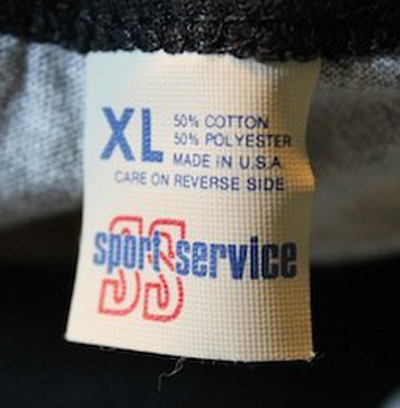 XL
50% COTTON
50% POLYESTER
MADE IN U.S.A
CARE ON REVERSE SIDE
SS
sport service